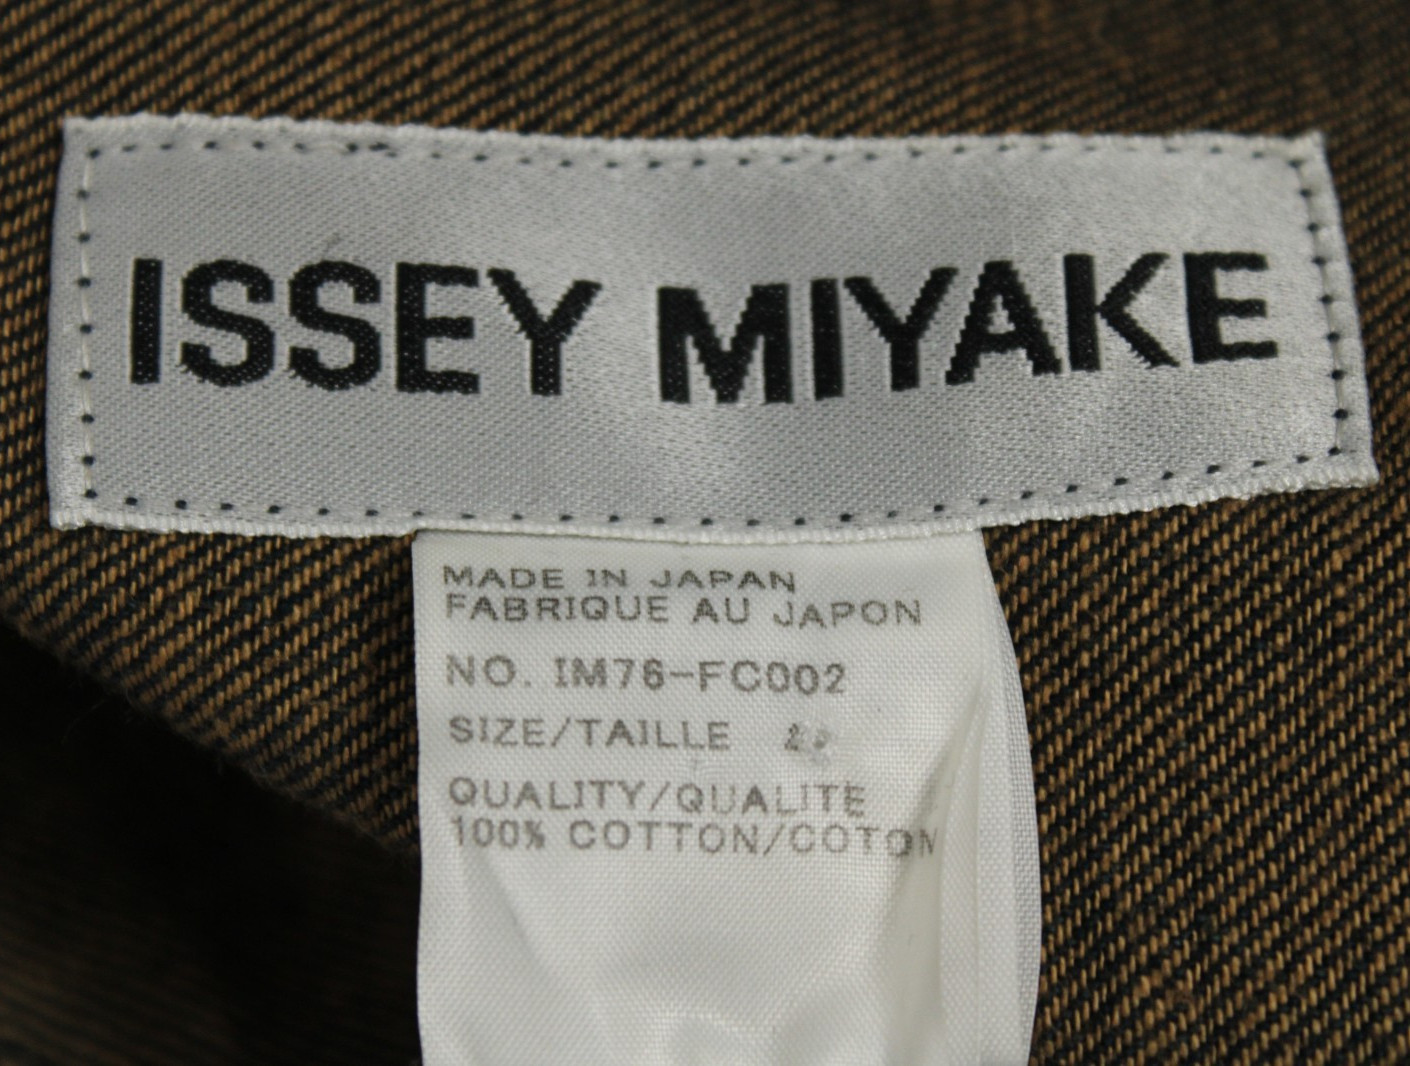 ISSEY MIYAKE
MADE IN JAPAN
FABRIQUE AU JAPON
NO. IM76-FC002
SIZE/TAILLE
QUALITY/QUALITE
100% COTTON/COTON